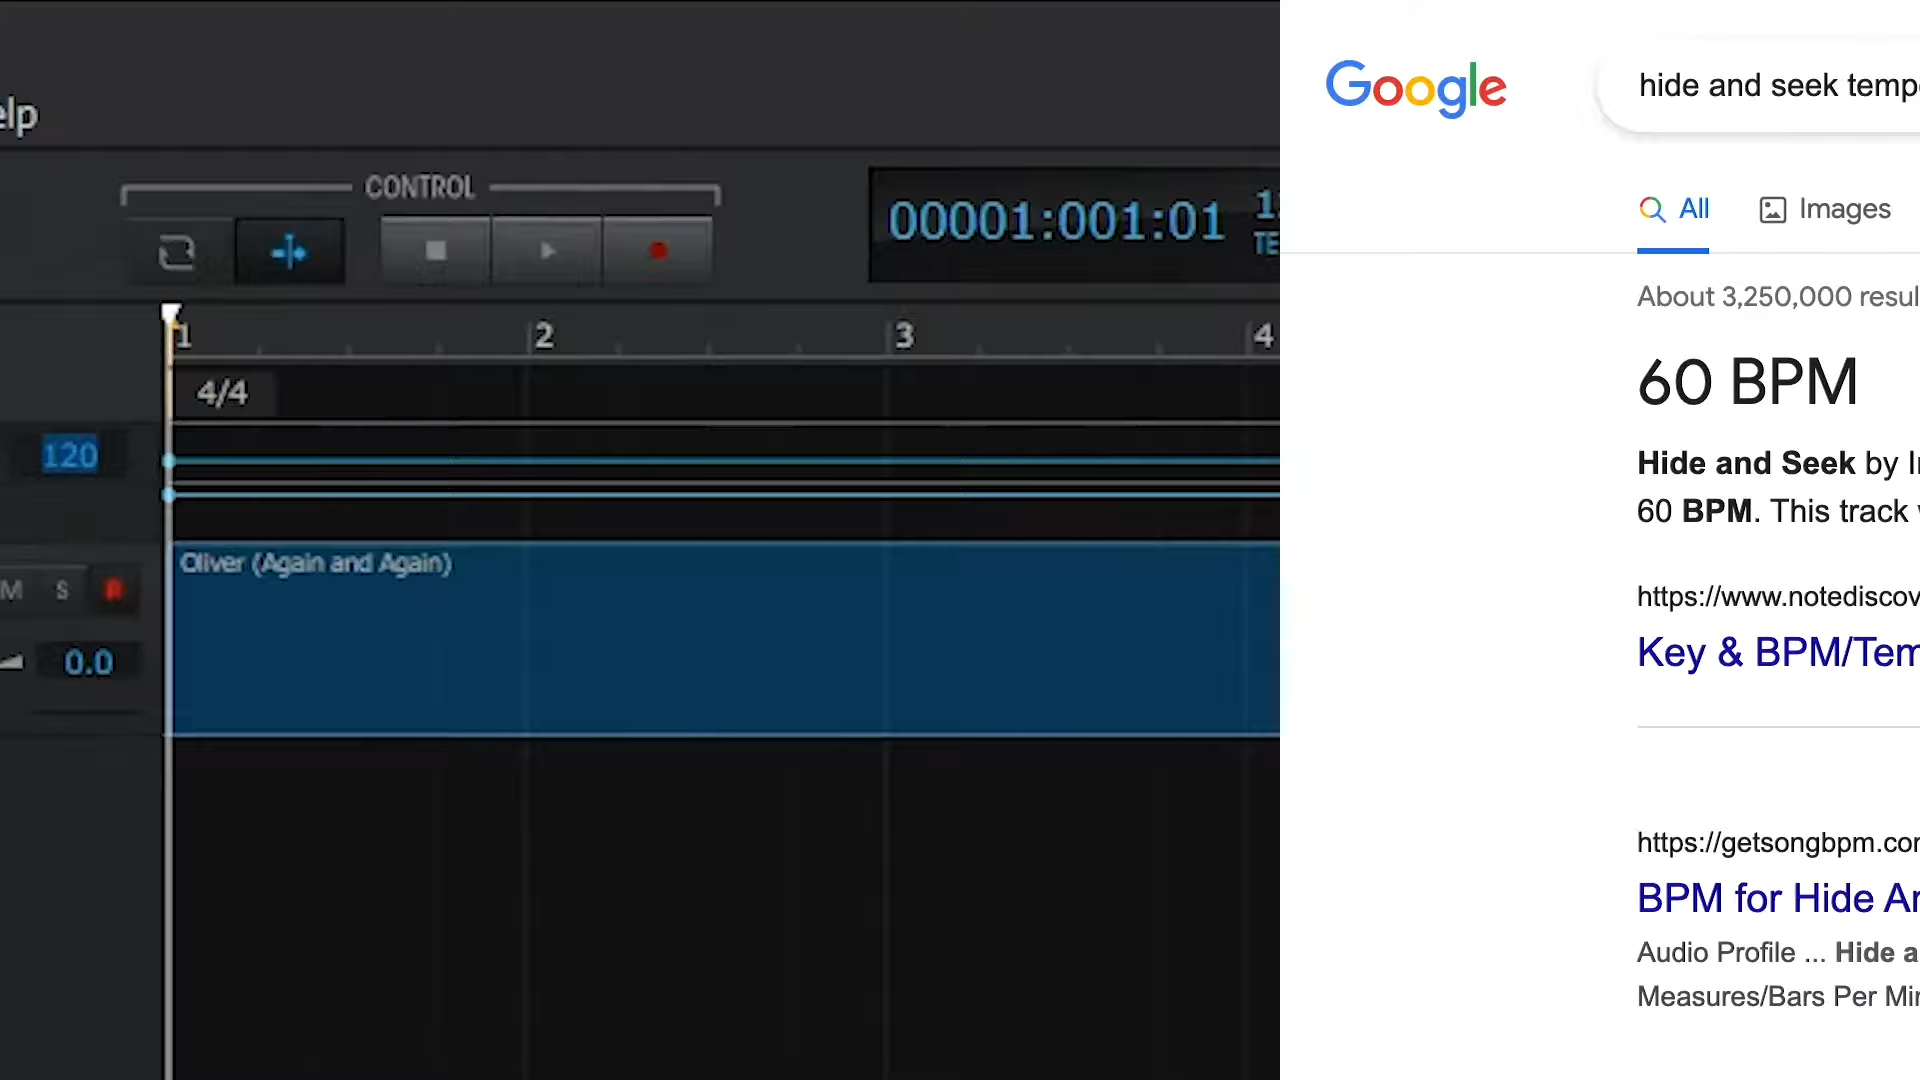 elp
CONTROL
00001:001:01
TE
1 2 3 4
4/4
120
Oliver (Again and Again)
M S R
0.0
Google
hide and seek temp
All Images
About 3,250,000 resul
60 BPM
Hide and Seek by I
60 BPM. This track
https://www.notediscov
Key & BPM/Tem
https://getsongbpm.co
BPM for Hide A
Audio Profile ... Hide a
Measures/Bars Per Mi